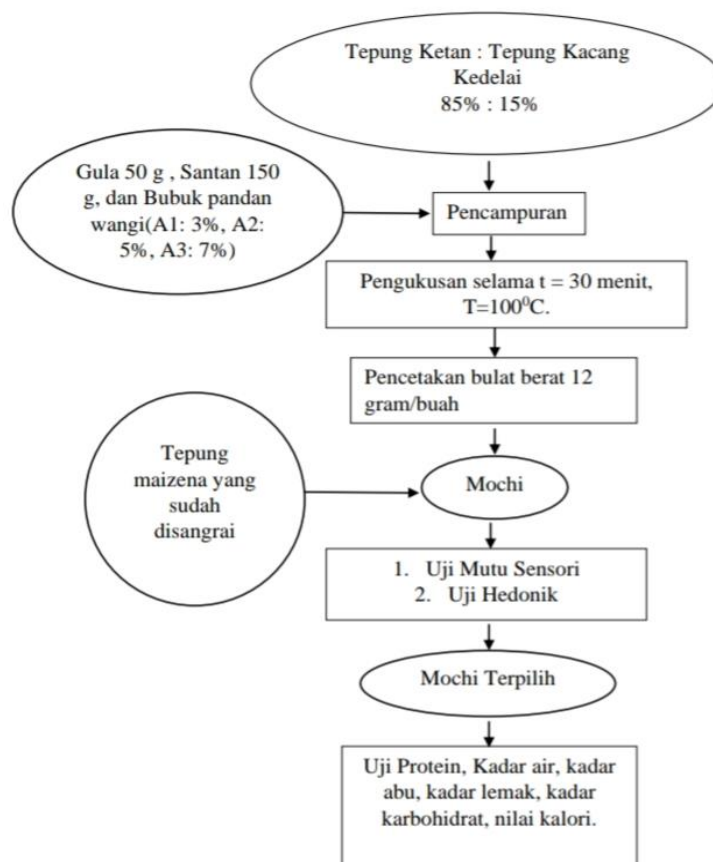 Tepung Ketan : Tepung Kacang
Kedelai
85% : 15%
Gula 50 g , Santan 150
g, dan Bubuk pandan
wangi(A1: 3%, A2:
5%, A3: 7%)
Pencampuran
Pengukusan selama t = 30 menit,
T=100⁰C.
Pencetakan bulat berat 12
gram/buah
Tepung
maizena yang
sudah
disangrai
Mochi
1. Uji Mutu Sensori
2. Uji Hedonik
Mochi Terpilih
Uji Protein, Kadar air, kadar
abu, kadar lemak, kadar
karbohidrat, nilai kalori.